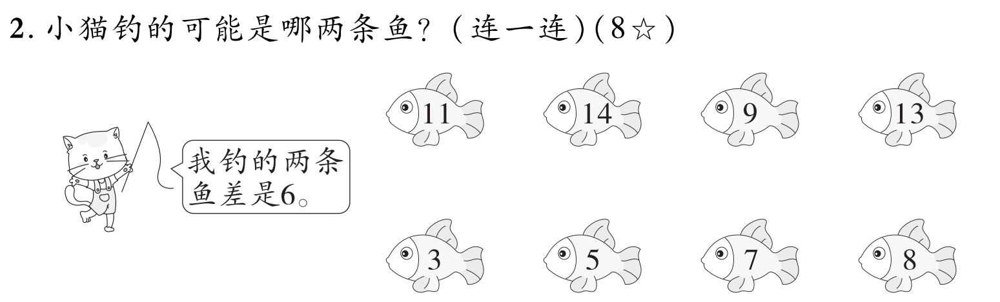 2. 小猫钓的可能是哪两条鱼？(连一连)(8☆)
我钓的两条
鱼差是6。
11 14 9 13
3 5 7 8